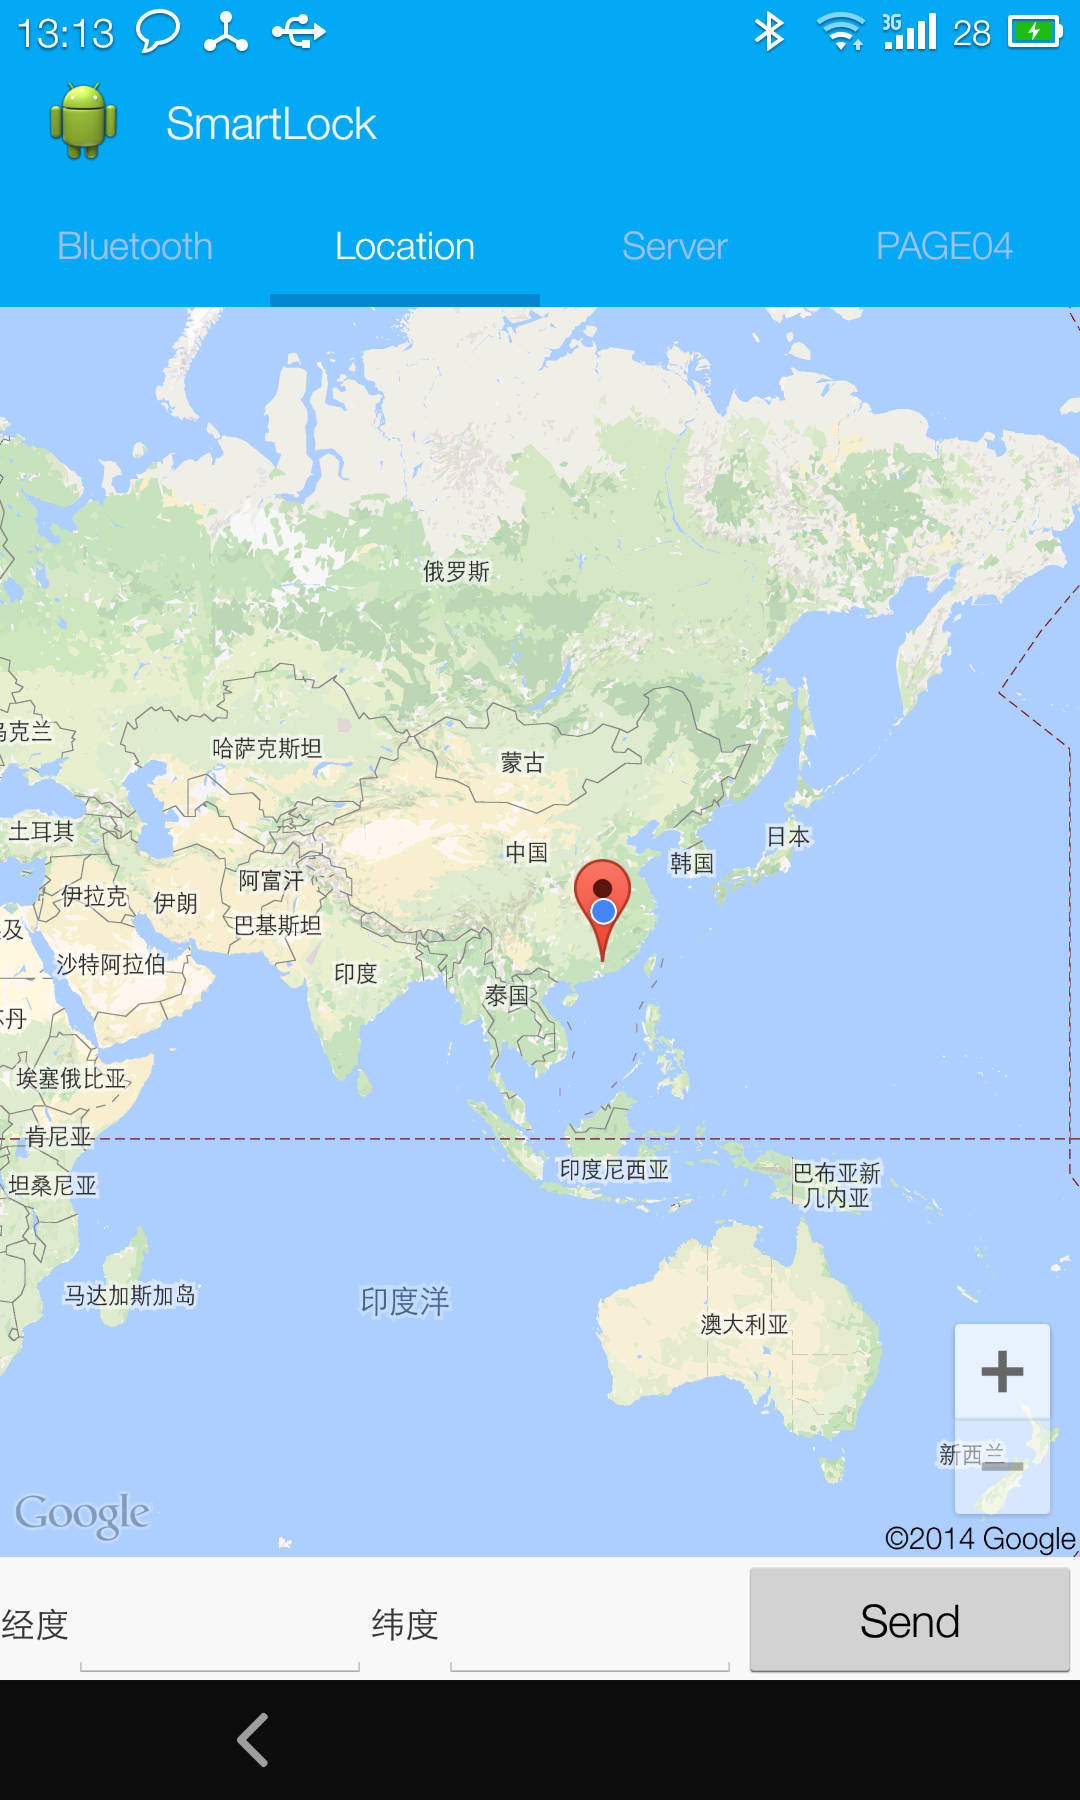 13:13 3G 28
SmartLock
Bluetooth Location Server PAGE04
俄罗斯
乌克兰
哈萨克斯坦
蒙古
土耳其
日本
中国
韩国
阿富汗
伊拉克
伊朗
巴基斯坦
及
沙特阿拉伯
印度
泰国
丹
埃塞俄比亚
肯尼亚
印度尼西亚
巴布亚新
几内亚
坦桑尼亚
马达加斯加岛
印度洋
澳大利亚
新西兰
Google
©2014 Google
经度 纬度 Send